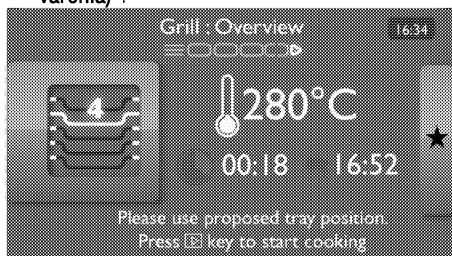 Grill : Overview
16:34
4
280°C
00:18 16:52
Please use proposed tray position.
Press ▷ key to start cooking